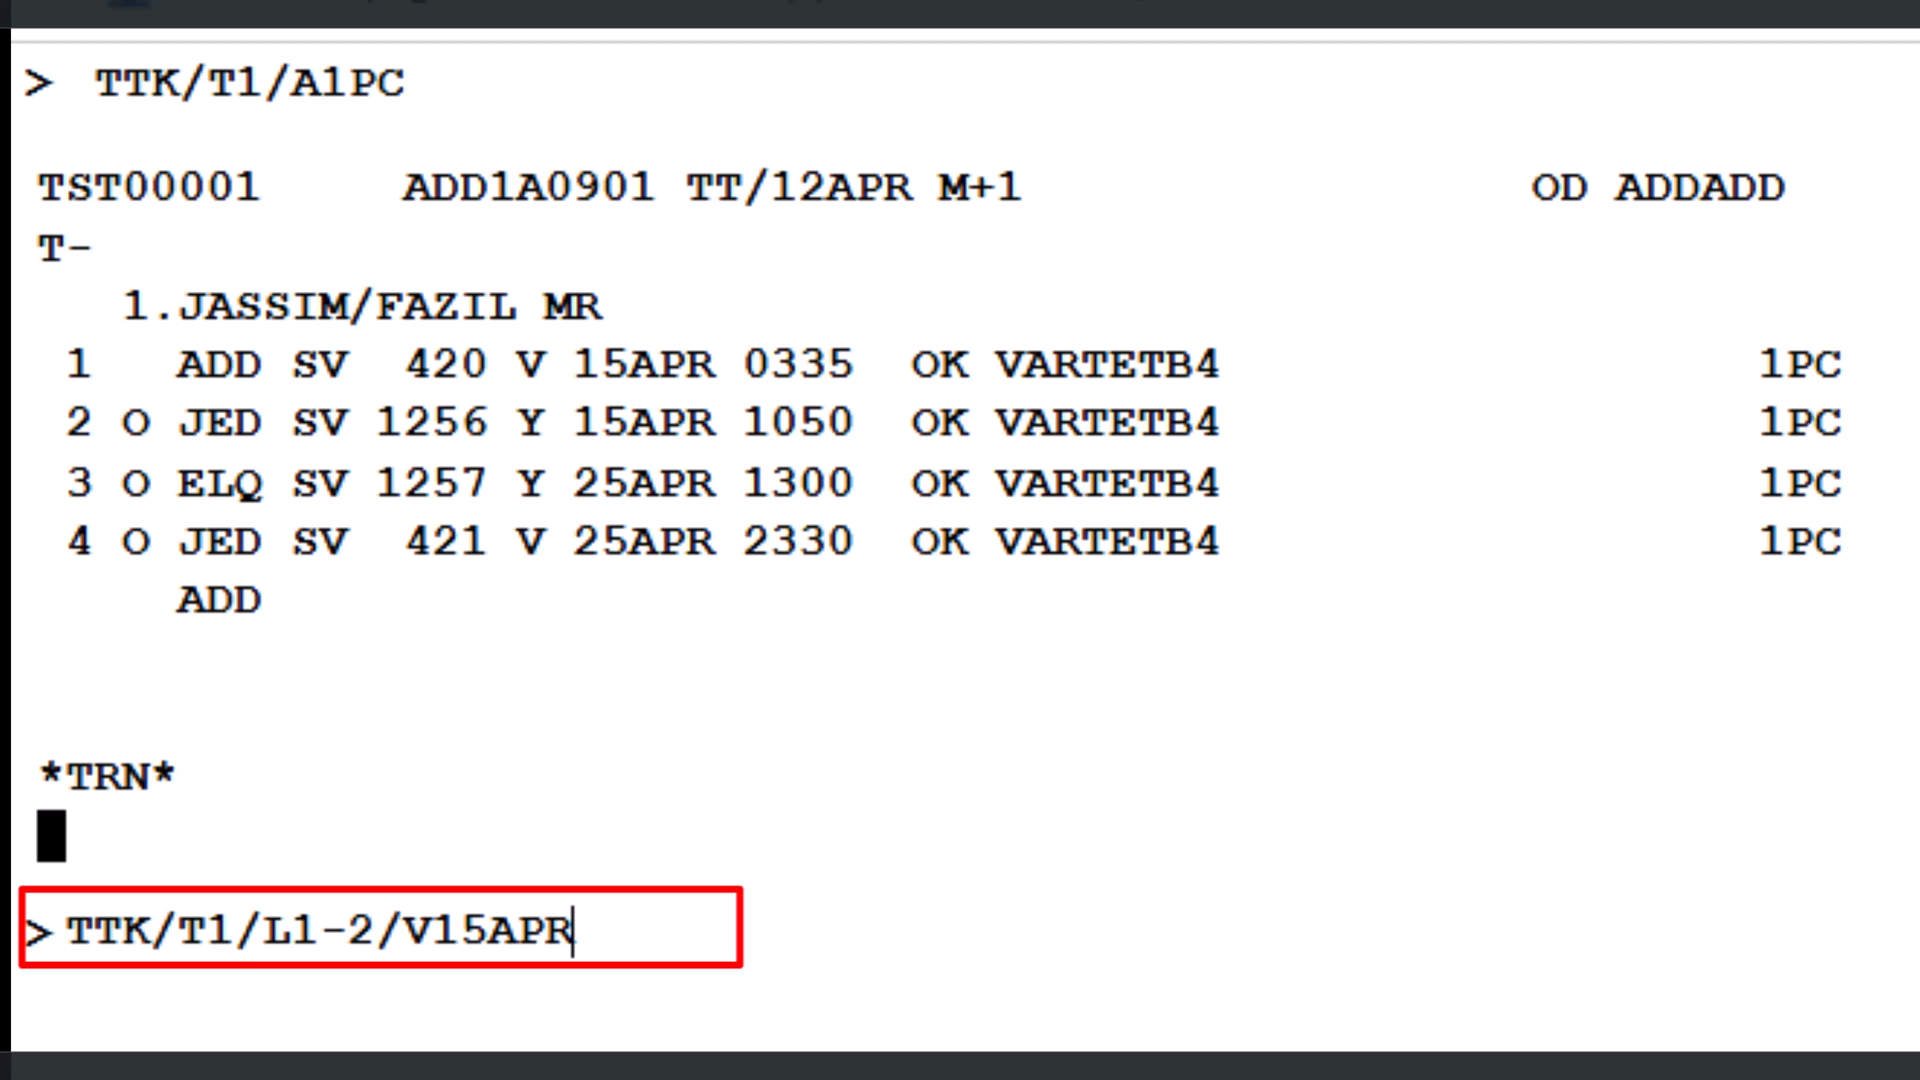 > TTK/T1/A1PC
TST00001 ADD1A0901 TT/12APR M+1 OD ADDADD
T-
1.JASSIM/FAZIL MR
1 ADD SV 420 V 15APR 0335 OK VARTETB4 1PC
2 O JED SV 1256 Y 15APR 1050 OK VARTETB4 1PC
3 O ELQ SV 1257 Y 25APR 1300 OK VARTETB4 1PC
4 O JED SV 421 V 25APR 2330 OK VARTETB4 1PC
ADD
*TRN*
> TTK/T1/L1-2/V15APR